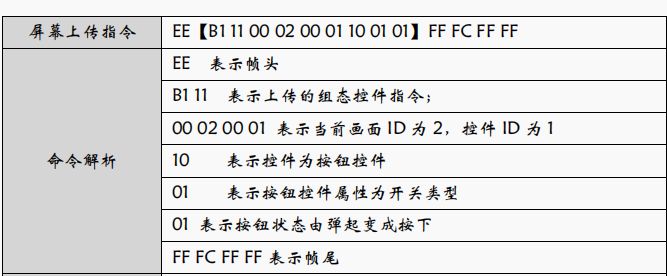 屏幕上传指令 EE【B1 11 00 02 00 01 10 01 01】FF FC FF FF
命令解析
EE 表示帧头
B1 11 表示上传的组态控件指令；
00 02 00 01 表示当前画面 ID 为 2，控件 ID 为 1
10 表示控件为按钮控件
01 表示按钮控件属性为开关类型
01 表示按钮状态由弹起变成按下
FF FC FF FF 表示帧尾